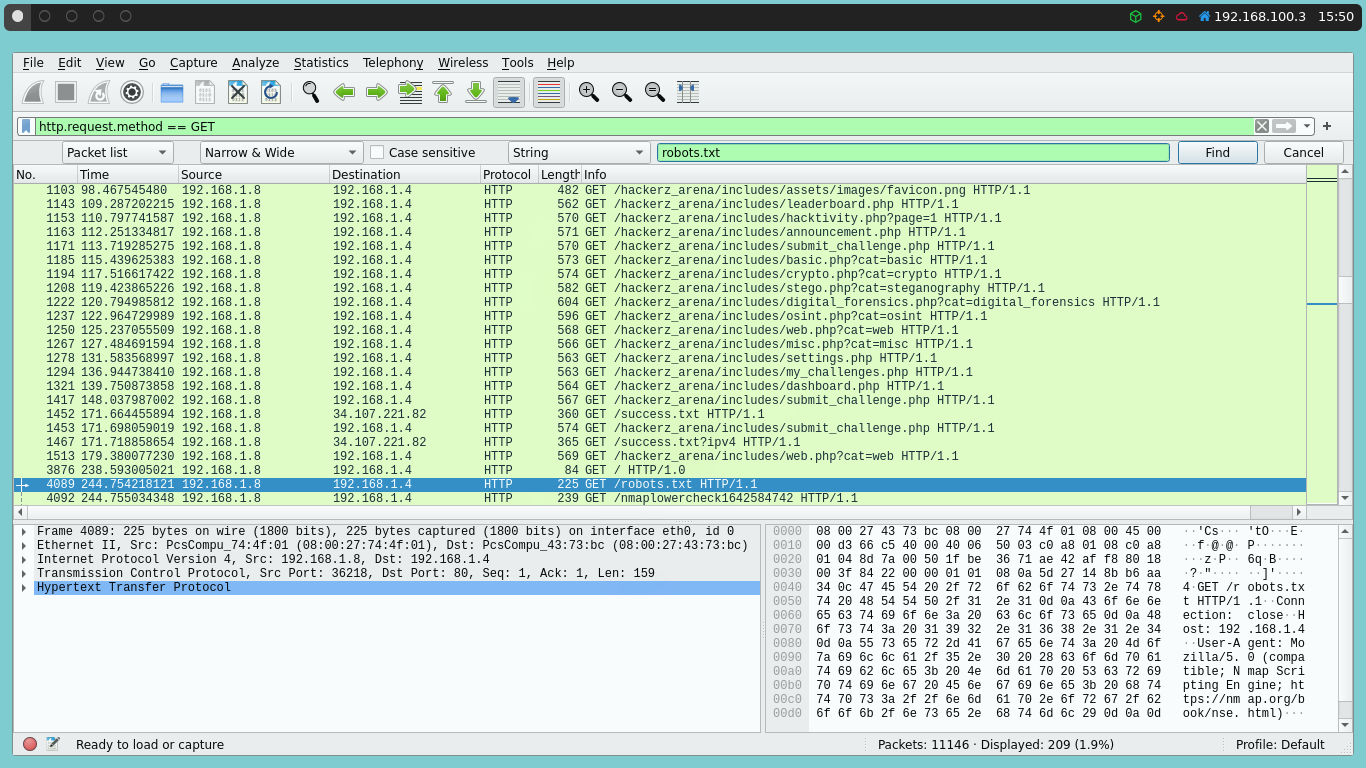 192.168.100.3 15:50
File Edit View Go Capture Analyze Statistics Telephony Wireless Tools Help
http.request.method == GET
Packet list Narrow & Wide Case sensitive String robots.txt Find Cancel
No. Time Source Destination Protocol Length Info
1103 98.467545480 192.168.1.8 192.168.1.4 HTTP 482 GET /hackerz_arena/includes/assets/images/favicon.png HTTP/1.1
1143 109.287202215 192.168.1.8 192.168.1.4 HTTP 562 GET /hackerz_arena/includes/leaderboard.php HTTP/1.1
1153 110.797741587 192.168.1.8 192.168.1.4 HTTP 570 GET /hackerz_arena/includes/hacktivity.php?page=1 HTTP/1.1
1163 112.251334817 192.168.1.8 192.168.1.4 HTTP 571 GET /hackerz_arena/includes/announcement.php HTTP/1.1
1171 113.719285275 192.168.1.8 192.168.1.4 HTTP 570 GET /hackerz_arena/includes/submit_challenge.php HTTP/1.1
1185 115.439625383 192.168.1.8 192.168.1.4 HTTP 573 GET /hackerz_arena/includes/basic.php?cat=basic HTTP/1.1
1194 117.516617422 192.168.1.8 192.168.1.4 HTTP 574 GET /hackerz_arena/includes/crypto.php?cat=crypto HTTP/1.1
1208 119.423865226 192.168.1.8 192.168.1.4 HTTP 582 GET /hackerz_arena/includes/stego.php?cat=steganography HTTP/1.1
1222 120.794985812 192.168.1.8 192.168.1.4 HTTP 604 GET /hackerz_arena/includes/digital_forensics.php?cat=digital_forensics HTTP/1.1
1237 122.964729989 192.168.1.8 192.168.1.4 HTTP 596 GET /hackerz_arena/includes/osint.php?cat=osint HTTP/1.1
1250 125.237055509 192.168.1.8 192.168.1.4 HTTP 568 GET /hackerz_arena/includes/web.php?cat=web HTTP/1.1
1267 127.484691594 192.168.1.8 192.168.1.4 HTTP 566 GET /hackerz_arena/includes/misc.php?cat=misc HTTP/1.1
1278 131.583568997 192.168.1.8 192.168.1.4 HTTP 563 GET /hackerz_arena/includes/settings.php HTTP/1.1
1294 136.944738410 192.168.1.8 192.168.1.4 HTTP 563 GET /hackerz_arena/includes/my_challenges.php HTTP/1.1
1321 139.750873858 192.168.1.8 192.168.1.4 HTTP 564 GET /hackerz_arena/includes/dashboard.php HTTP/1.1
1417 148.037987002 192.168.1.8 192.168.1.4 HTTP 567 GET /hackerz_arena/includes/submit_challenge.php HTTP/1.1
1452 171.664455894 192.168.1.8 34.107.221.82 HTTP 360 GET /success.txt HTTP/1.1
1453 171.698059019 192.168.1.8 192.168.1.4 HTTP 574 GET /hackerz_arena/includes/submit_challenge.php HTTP/1.1
1467 171.718858654 192.168.1.8 34.107.221.82 HTTP 365 GET /success.txt?ipv4 HTTP/1.1
1513 179.380077230 192.168.1.8 192.168.1.4 HTTP 569 GET /hackerz_arena/includes/web.php?cat=web HTTP/1.1
3876 238.593005021 192.168.1.8 192.168.1.4 HTTP 84 GET / HTTP/1.0
4089 244.754218121 192.168.1.8 192.168.1.4 HTTP 225 GET /robots.txt HTTP/1.1
4092 244.755034348 192.168.1.8 192.168.1.4 HTTP 239 GET /nmaplowercheck1642584742 HTTP/1.1
Frame 4089: 225 bytes on wire (1800 bits), 225 bytes captured (1800 bits) on interface eth0, id 0
Ethernet II, Src: PcsCompu_74:4f:01 (08:00:27:74:4f:01), Dst: PcsCompu_43:73:bc (08:00:27:43:73:bc)
Internet Protocol Version 4, Src: 192.168.1.8, Dst: 192.168.1.4
Transmission Control Protocol, Src Port: 36218, Dst Port: 80, Seq: 1, Ack: 1, Len: 159
Hypertext Transfer Protocol
0000 08 00 27 43 73 bc 08 00 27 74 4f 01 08 00 45 00 ··'Cs··· 'tO···E·
0010 00 d3 66 c5 40 00 40 06 50 03 c0 a8 01 08 c0 a8 ··f·@·@· P·······
0020 01 04 8d 7a 00 50 1f be 36 71 ae 42 af f8 80 18 ···z·P·· 6q·B····
0030 00 3f 84 22 00 00 01 01 08 0a 5d 27 14 8b b6 aa ·?·"···· ··]'····
0040 34 0c 47 45 54 20 2f 72 6f 62 6f 74 73 2e 74 78 4·GET /r obots.tx
0050 74 20 48 54 54 50 2f 31 2e 31 0d 0a 43 6f 6e 6e t HTTP/1 .1··Conn
0060 65 63 74 69 6f 6e 3a 20 63 6c 6f 73 65 0d 0a 48 ection:  close··H
0070 6f 73 74 3a 20 31 39 32 2e 31 36 38 2e 31 2e 34 ost: 192 .168.1.4
0080 0d 0a 55 73 65 72 2d 41 67 65 6e 74 3a 20 4d 6f ··User-A gent: Mo
0090 7a 69 6c 6c 61 2f 35 2e 30 20 28 63 6f 6d 70 61 zilla/5. 0 (compa
00a0 74 69 62 6c 65 3b 20 4e 6d 61 70 20 53 63 72 69 tible; N map Scri
00b0 70 74 69 6e 67 20 45 6e 67 69 6e 65 3b 20 68 74 pting En gine; ht
00c0 74 70 73 3a 2f 2f 6e 6d 61 70 2e 6f 72 67 2f 62 tps://nm ap.org/b
00d0 6f 6f 6b 2f 6e 73 65 2e 68 74 6d 6c 29 0d 0a 0d ook/nse. html)···
Ready to load or capture Packets: 11146 · Displayed: 209 (1.9%) Profile: Default